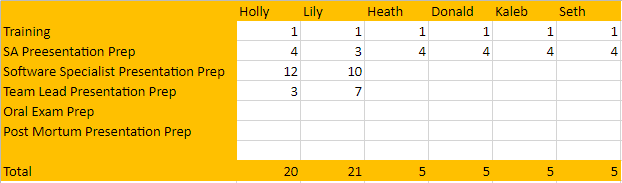 Holly Lily Heath Donald Kaleb Seth
Training 1 1 1 1 1 1
SA Preesentation Prep 4 3 4 4 4 4
Software Specialist Presentation Prep 12 10
Team Lead Presentation Prep 3 7
Oral Exam Prep
Post Mortum Presentation Prep
Total 20 21 5 5 5 5